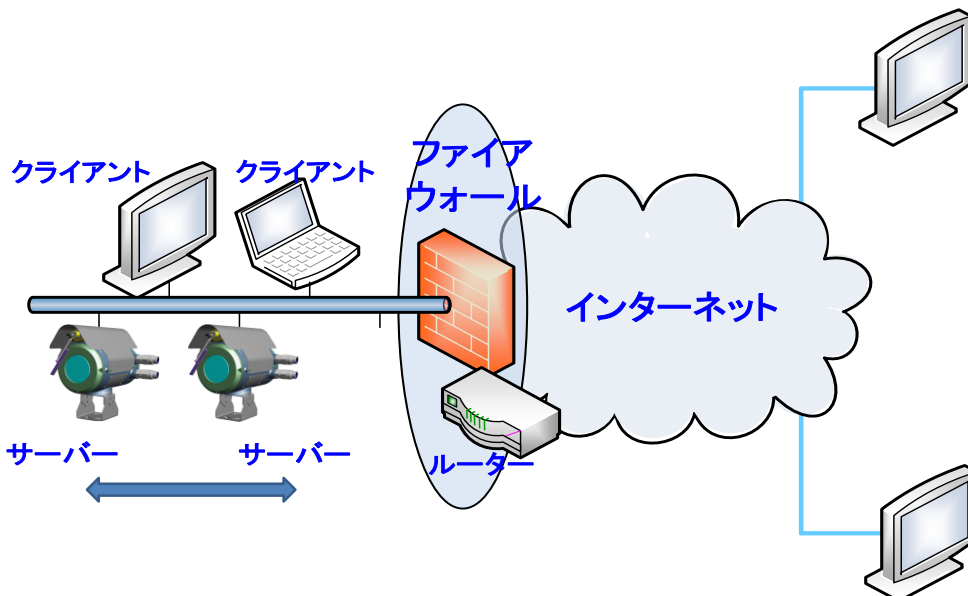 クライアント
クライアント
ファイア
ウォール
インターネット
サーバー
サーバー
ルーター